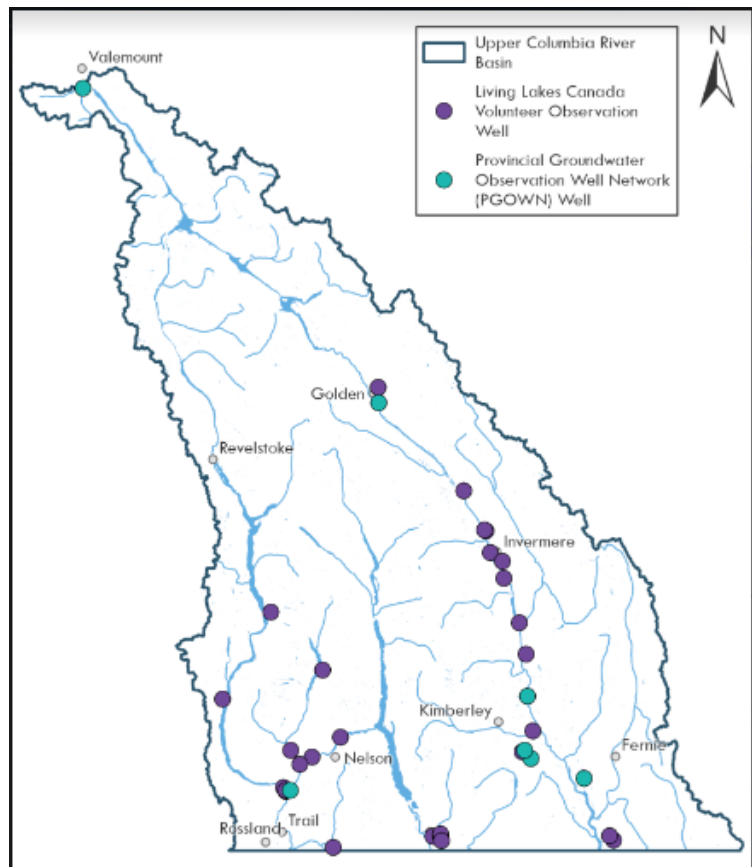 Valemount
Upper Columbia River
Basin
Living Lakes Canada
Volunteer Observation
Well
Provincial Groundwater
Observation Well Network
(PGOWN) Well
N
Golden
Revelstoke
Invermere
Kimberley
Fernie
Nelson
Trail
Rossland